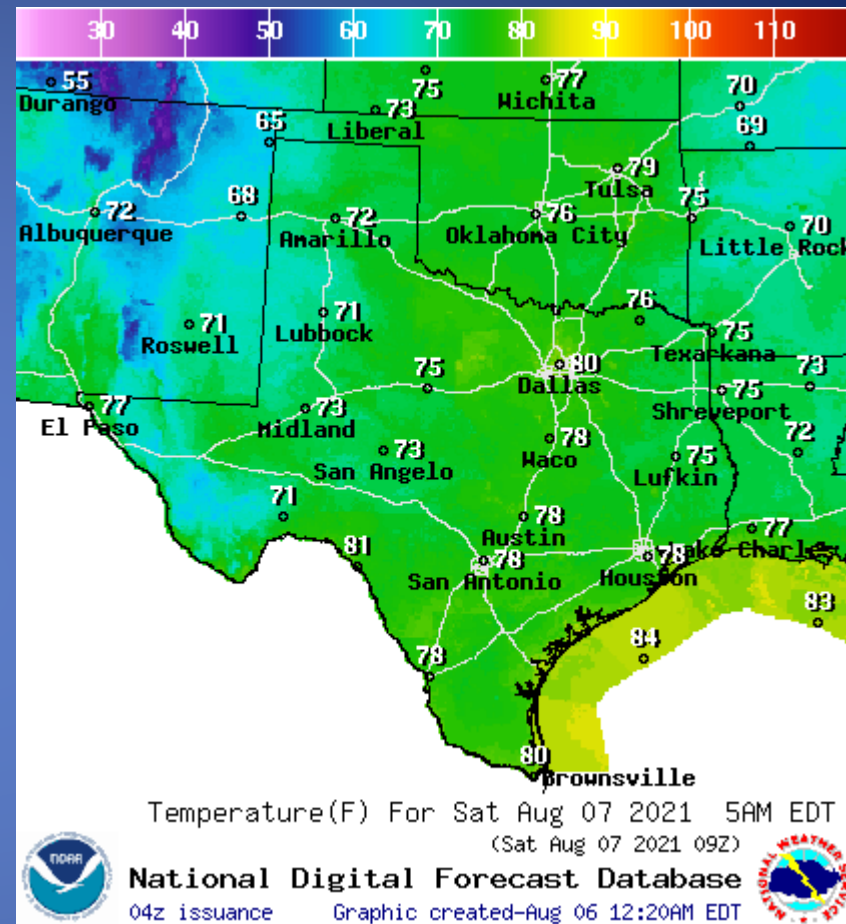 30 40 50 60 70 80 90 100 110
55
Durango
75
77
Wichita
73
Liberal
70
65
69
79
Tulsa
72
Albuquerque
68
72
Amarillo
76
Oklahoma City
75
70
Little Rock
71
Roswell
71
Lubbock
76
75
Texarkana
80
Dallas
75
73
75
Shreveport
77
El Paso
73
Midland
73
San Angelo
78
Waco
75
Lufkin
72
71
78
Austin
77
Lake Charles
81
78
San Antonio
78
Houston
83
84
78
80
Brownsville
Temperature(F) For Sat Aug 07 2021 5AM EDT
(Sat Aug 07 2021 09Z)
National Digital Forecast Database
04z issuance Graphic created-Aug 06 12:20AM EDT
NOAA
NATIONAL WEATHER SERVICE